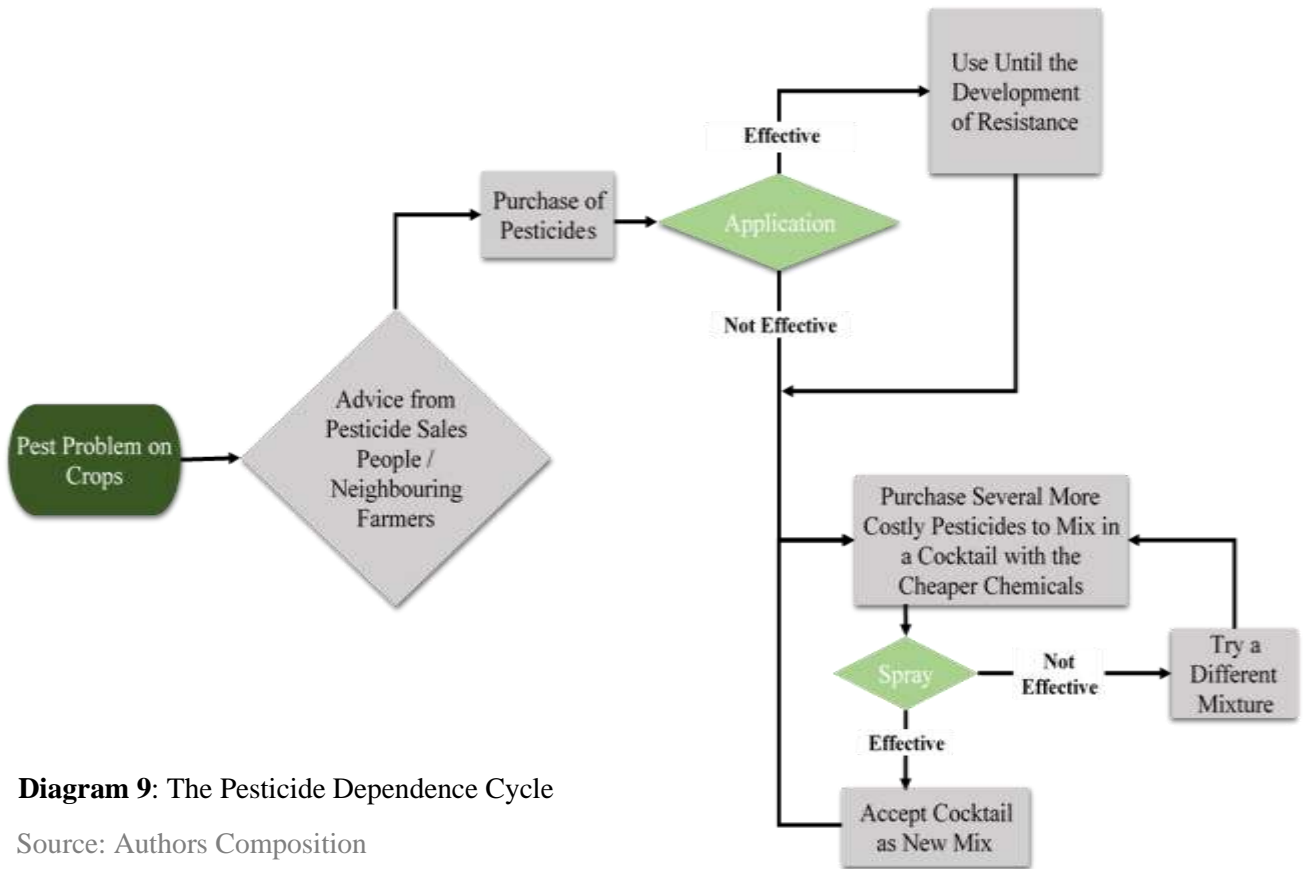 Pest Problem on
Crops
Advice from
Pesticide Sales
People /
Neighbouring
Farmers
Purchase of
Pesticides
Application
Effective
Use Until the
Development
of Resistance
Not Effective
Purchase Several More
Costly Pesticides to Mix in
a Cocktail with the
Cheaper Chemicals
Spray
Not
Effective
Try a
Different
Mixture
Effective
Accept Cocktail
as New Mix
Diagram 9: The Pesticide Dependence Cycle
Source: Authors Composition